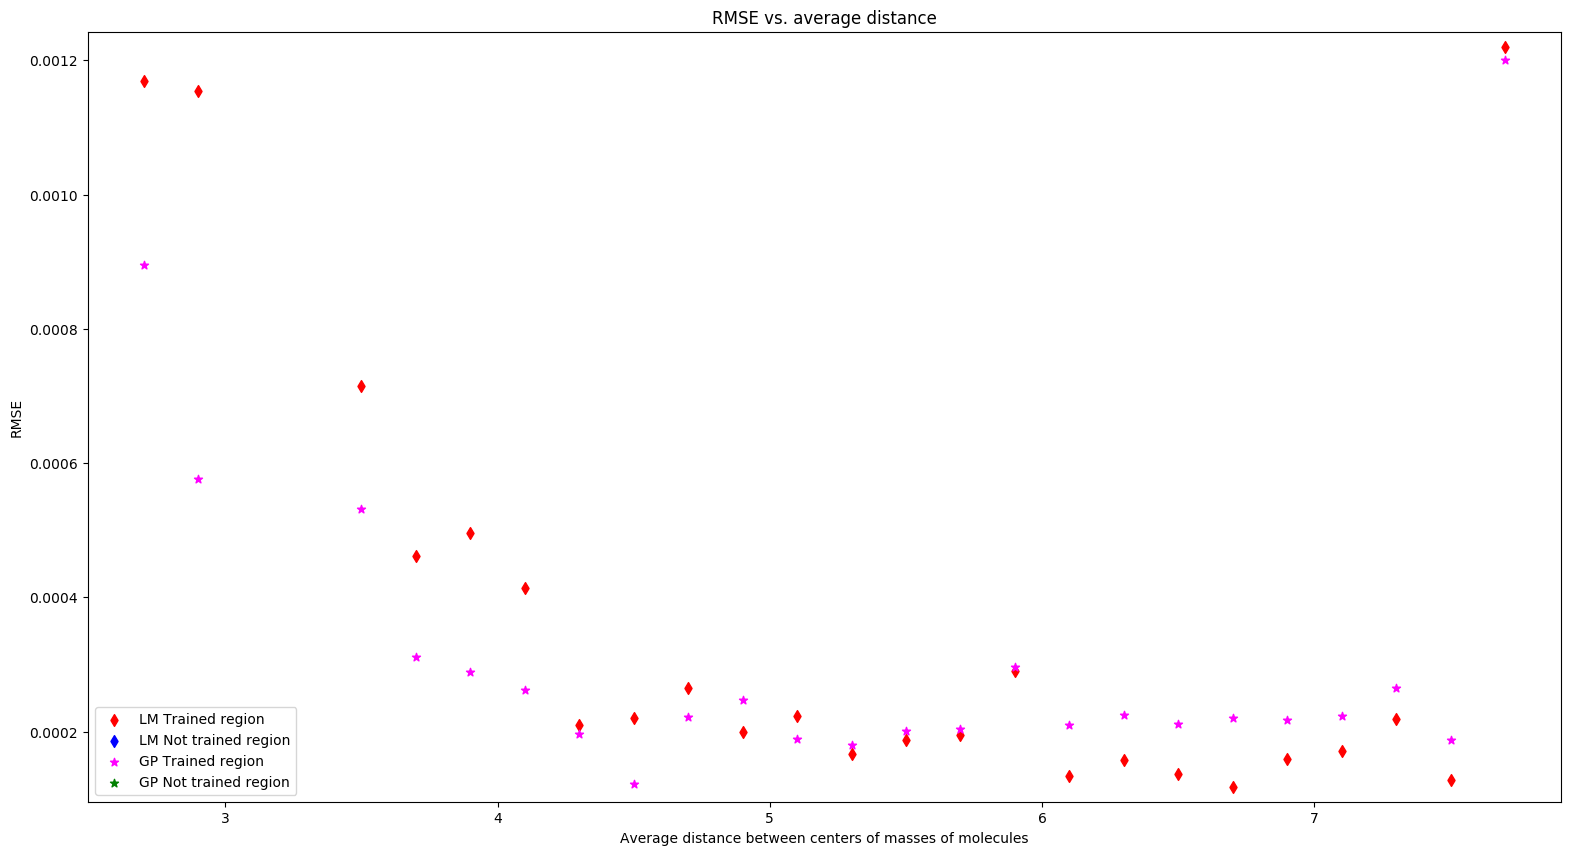 RMSE vs. average distance
RMSE
0.0012
0.0010
0.0008
0.0006
0.0004
0.0002
LM Trained region
LM Not trained region
GP Trained region
GP Not trained region
3 4 5 6 7
Average distance between centers of masses of molecules